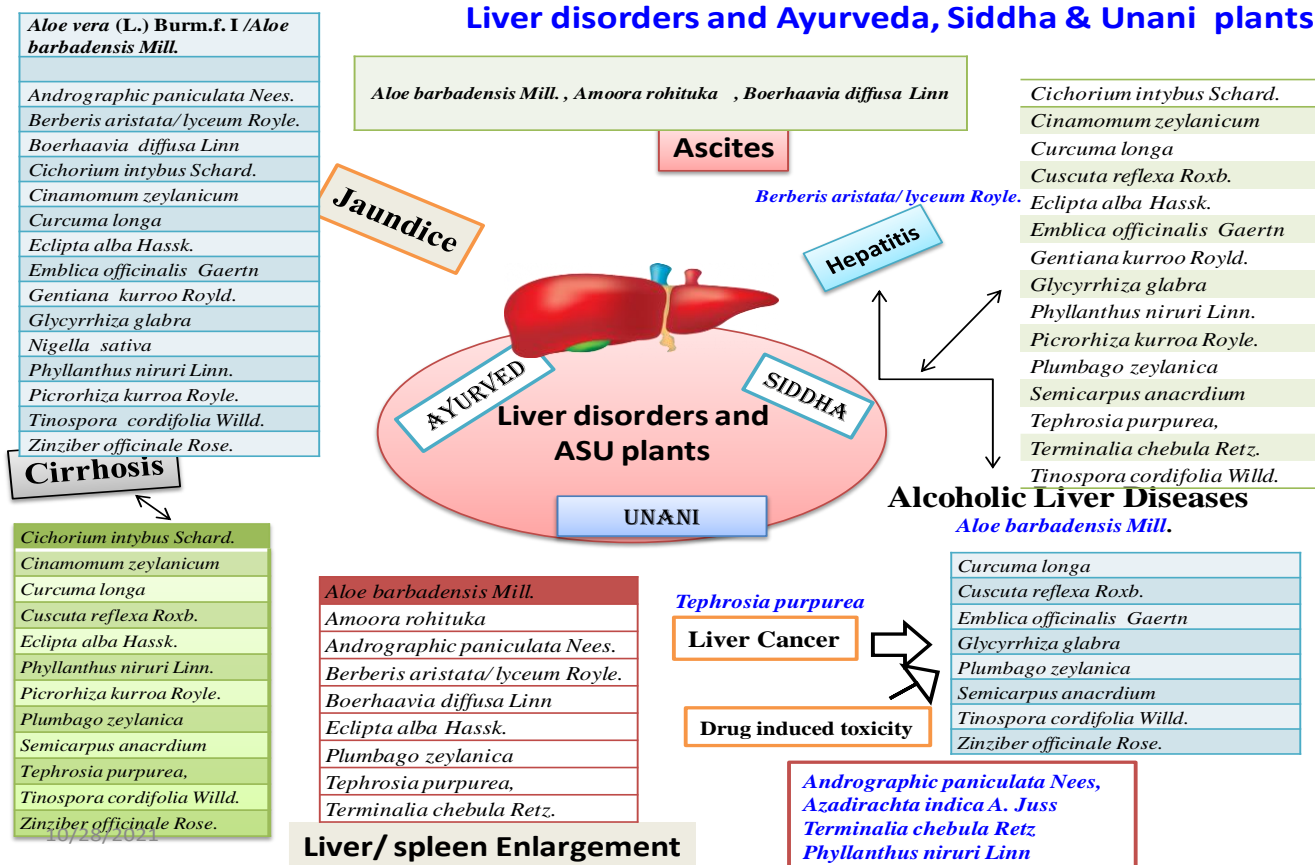 Liver disorders and Ayurveda, Siddha & Unani plants
Aloe vera (L.) Burm.f. I /Aloe
barbadensis Mill.
Andrographic paniculata Nees.
Berberis aristata/ lyceum Royle.
Boerhaavia diffusa Linn
Cichorium intybus Schard.
Cinamomum zeylanicum
Curcuma longa
Eclipta alba Hassk.
Emblica officinalis Gaertn
Gentiana kurroo Royld.
Glycyrrhiza glabra
Nigella sativa
Phyllanthus niruri Linn.
Picrorhiza kurroa Royle.
Tinospora cordifolia Willd.
Zinziber officinale Rose.
Jaundice
Aloe barbadensis Mill. , Amoora rohituka , Boerhaavia diffusa Linn
Ascites
Berberis aristata/ lyceum Royle.
Hepatitis
Cichorium intybus Schard.
Cinamomum zeylanicum
Curcuma longa
Cuscuta reflexa Roxb.
Eclipta alba Hassk.
Emblica officinalis Gaertn
Gentiana kurroo Royld.
Glycyrrhiza glabra
Phyllanthus niruri Linn.
Picrorhiza kurroa Royle.
Plumbago zeylanica
Semicarpus anacrdium
Tephrosia purpurea,
Terminalia chebula Retz.
Tinospora cordifolia Willd.
AYURVED
SIDDHA
Liver disorders and
ASU plants
UNANI
Cirrhosis
Cichorium intybus Schard.
Cinamomum zeylanicum
Curcuma longa
Cuscuta reflexa Roxb.
Eclipta alba Hassk.
Phyllanthus niruri Linn.
Picrorhiza kurroa Royle.
Plumbago zeylanica
Semicarpus anacrdium
Tephrosia purpurea,
Tinospora cordifolia Willd.
Zinziber officinale Rose.
10/28/2021
Aloe barbadensis Mill.
Amoora rohituka
Andrographic paniculata Nees.
Berberis aristata/ lyceum Royle.
Boerhaavia diffusa Linn
Eclipta alba Hassk.
Plumbago zeylanica
Tephrosia purpurea,
Terminalia chebula Retz.
Liver/ spleen Enlargement
Alcoholic Liver Diseases
Aloe barbadensis Mill.
Tephrosia purpurea
Liver Cancer
Drug induced toxicity
Curcuma longa
Cuscuta reflexa Roxb.
Emblica officinalis Gaertn
Glycyrrhiza glabra
Plumbago zeylanica
Semicarpus anacrdium
Tinospora cordifolia Willd.
Zinziber officinale Rose.
Andrographic paniculata Nees,
Azadirachta indica A. Juss
Terminalia chebula Retz
Phyllanthus niruri Linn